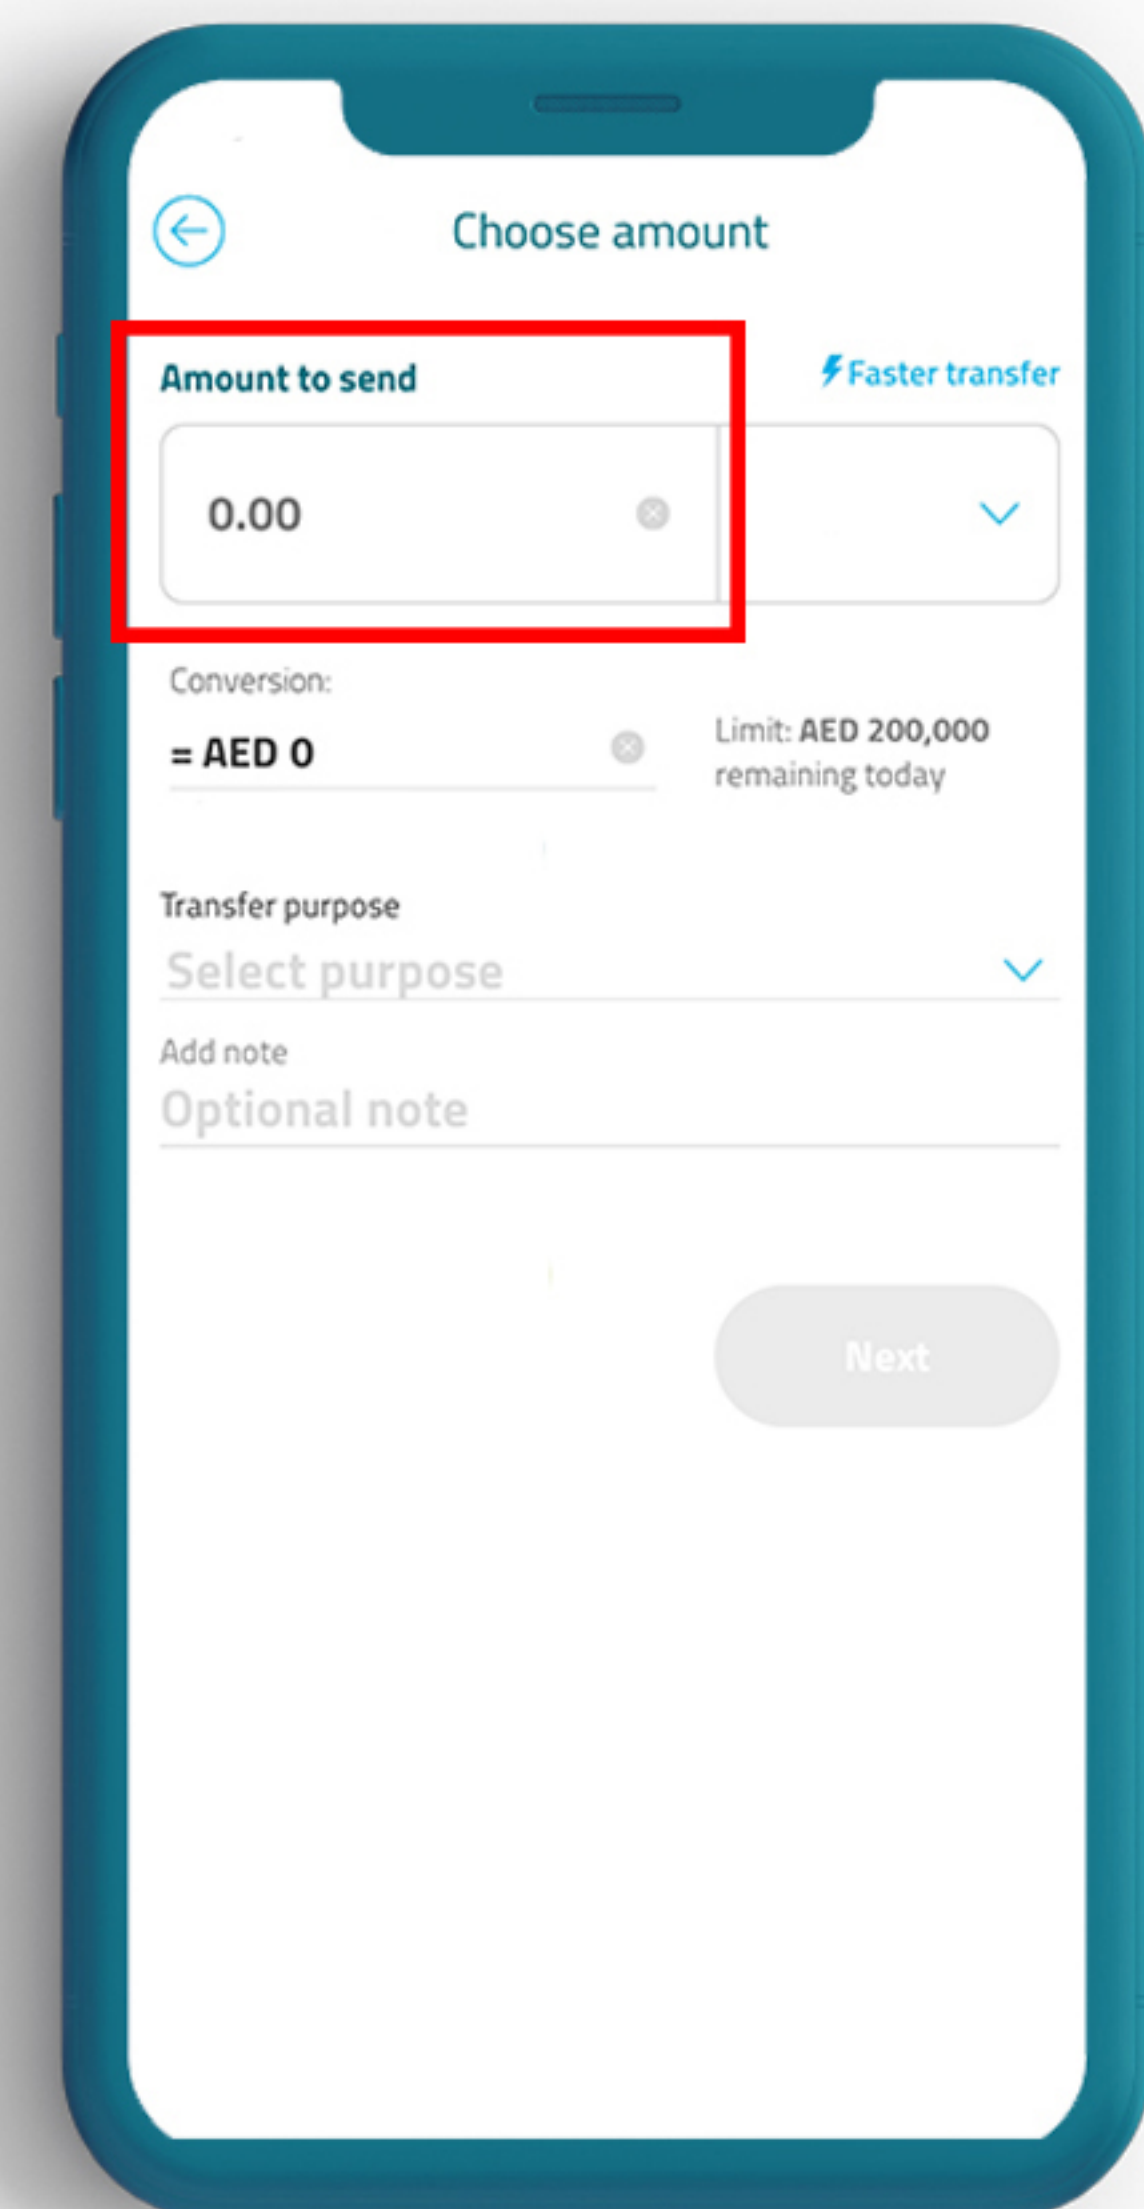 Choose amount
Amount to send
Faster transfer
0.00
Conversion:
= AED 0
Limit: AED 200,000
remaining today
Transfer purpose
Select purpose
Add note
Optional note
Next